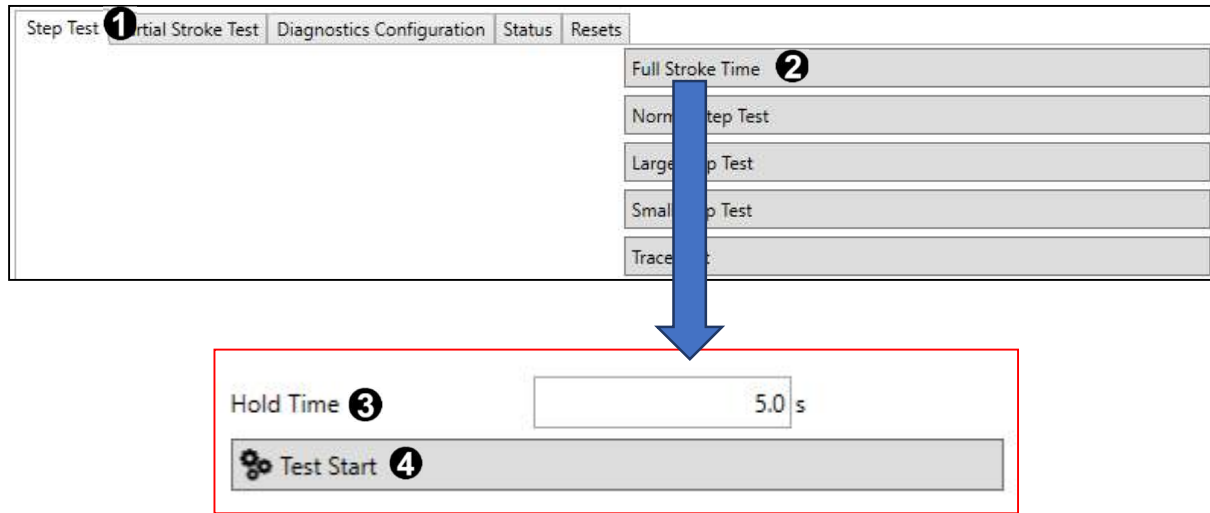 Step Test 1 rtial Stroke Test Diagnostics Configuration Status Resets
Full Stroke Time 2
Norm tep Test
Large p Test
Small p Test
Trace t
Hold Time 3 5.0 s
Test Start 4